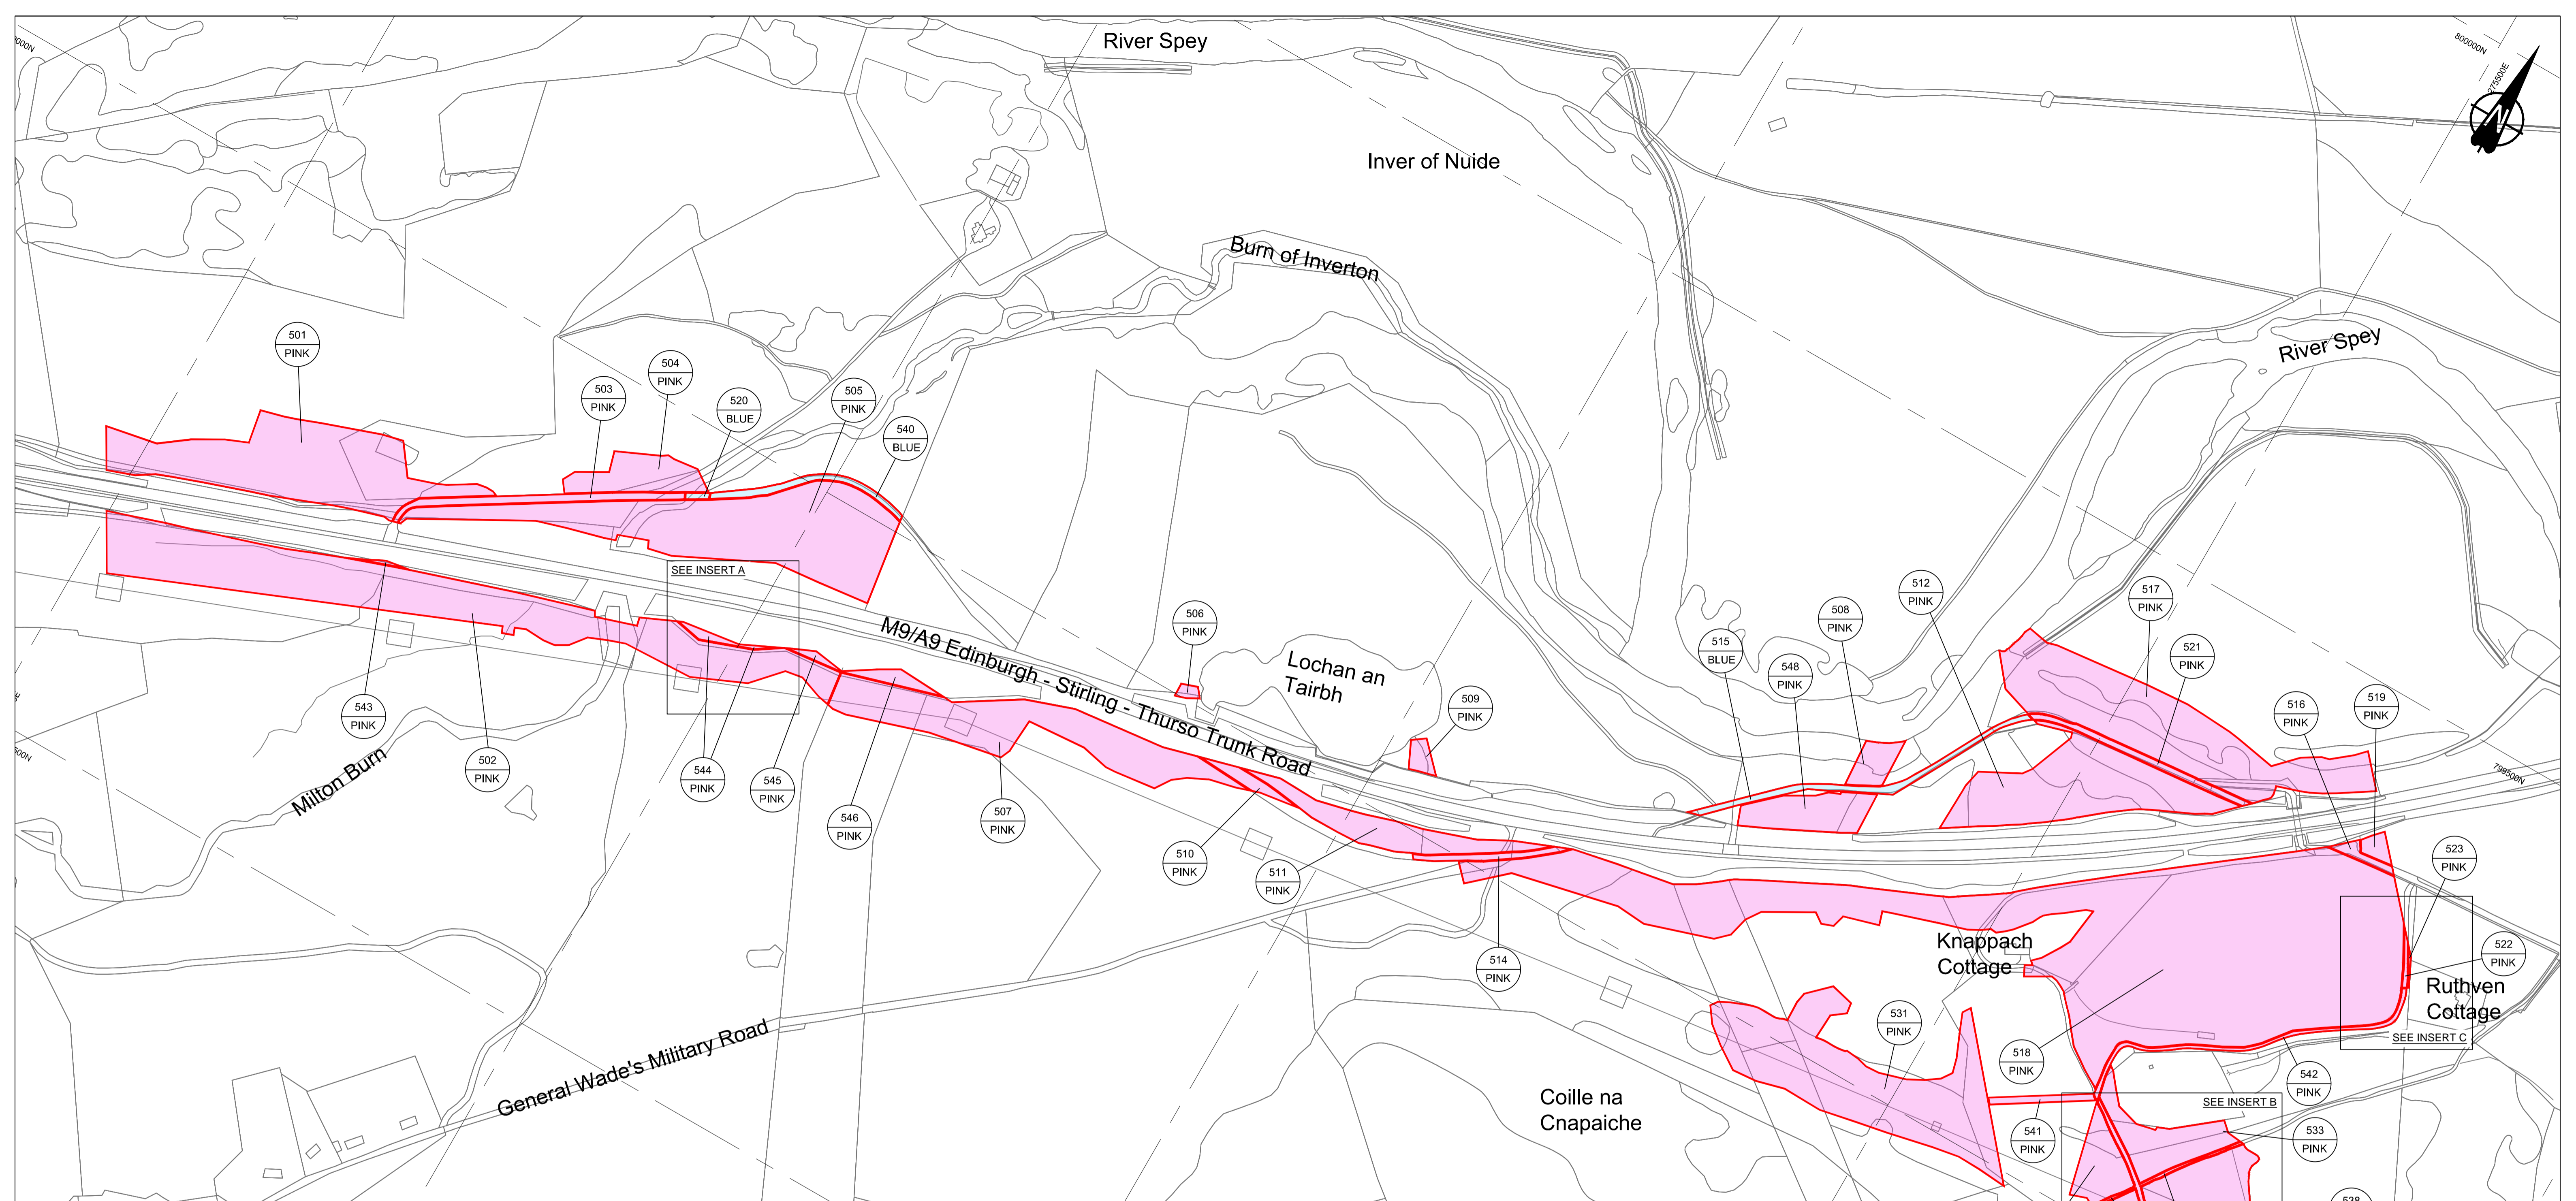 River Spey
800000N
275500E
N
Inver of Nuide
Burn of Inverton
River Spey
501
PINK
503
PINK
504
PINK
520
BLUE
505
PINK
540
BLUE
SEE INSERT A
M9/A9 Edinburgh - Stirling - Thurso Trunk Road
506
PINK
Lochan an
Tairbh
509
PINK
515
BLUE
548
PINK
508
PINK
512
PINK
517
PINK
521
PINK
516
PINK
519
PINK
799500N
543
PINK
Milton Burn
502
PINK
544
PINK
545
PINK
546
PINK
507
PINK
510
PINK
511
PINK
514
PINK
523
PINK
522
PINK
Knappach
Cottage
Ruthven
Cottage
SEE INSERT C
531
PINK
518
PINK
542
PINK
General Wade's Military Road
Coille na
Cnapaiche
SEE INSERT B
541
PINK
533
PINK